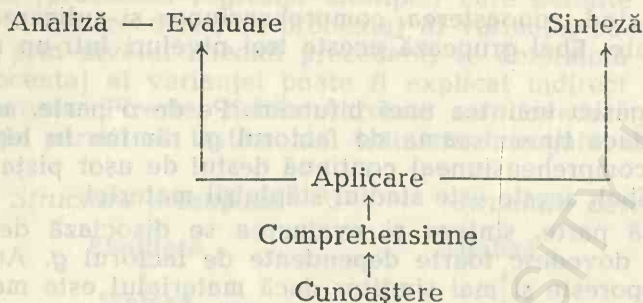 Analiză — Evaluare Sinteză
Aplicare
Comprehensiune
Cunoaștere